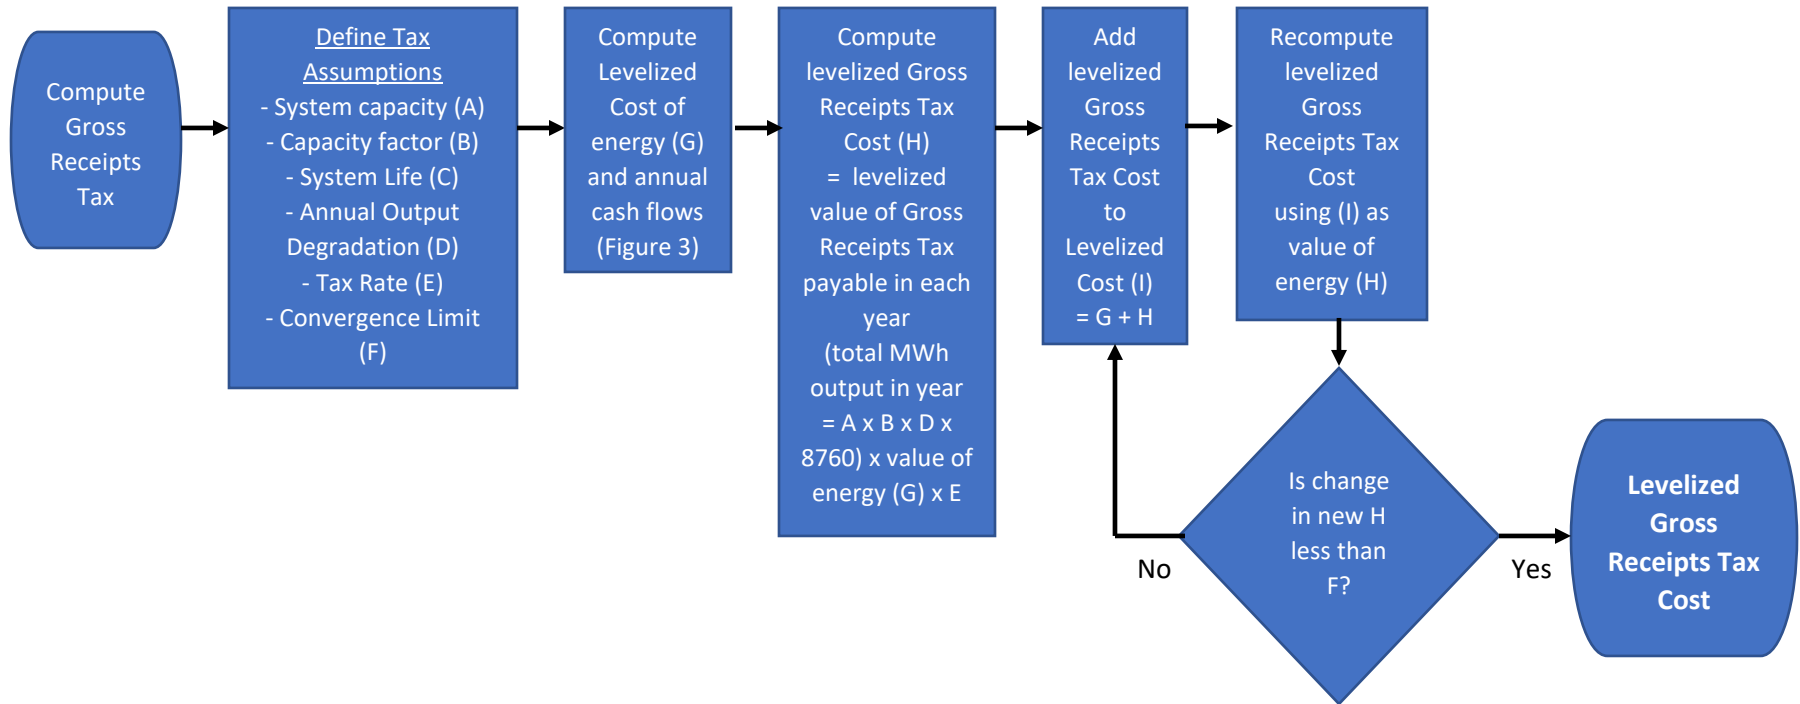 Compute
Gross
Receipts
Tax
Define Tax
Assumptions
- System capacity (A)
- Capacity factor (B)
- System Life (C)
- Annual Output
Degradation (D)
- Tax Rate (E)
- Convergence Limit
(F)
Compute
Levelized
Cost of
energy (G)
and annual
cash flows
(Figure 3)
Compute
levelized Gross
Receipts Tax
Cost (H)
= levelized
value of Gross
Receipts Tax
payable in each
year
(total MWh
output in year
= A x B x D x
8760) x value of
energy (G) x E
Add
levelized
Gross
Receipts
Tax Cost
to
Levelized
Cost (I)
= G + H
Recompute
levelized
Gross
Receipts Tax
Cost
using (I) as
value of
energy (H)
Is change
in new H
less than
F?
No
Yes
Levelized
Gross
Receipts Tax
Cost